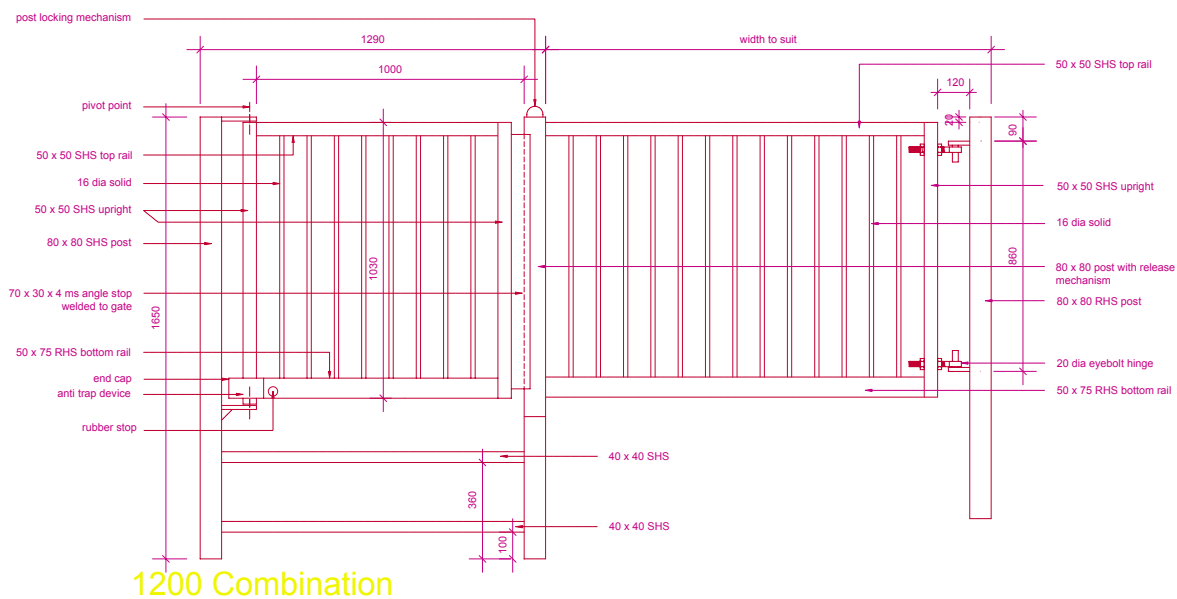 post locking mechanism
1290
width to suit
1000
50 x 50 SHS top rail
120
pivot point
20
90
50 x 50 SHS top rail
16 dia solid
50 x 50 SHS upright
80 x 80 SHS post
70 x 30 x 4 ms angle stop
welded to gate
1030
1650
50 x 75 RHS bottom rail
end cap
anti trap device
rubber stop
50 x 50 SHS upright
16 dia solid
860
80 x 80 post with release
mechanism
80 x 80 RHS post
20 dia eyebolt hinge
50 x 75 RHS bottom rail
40 x 40 SHS
360
40 x 40 SHS
100
1200 Combination